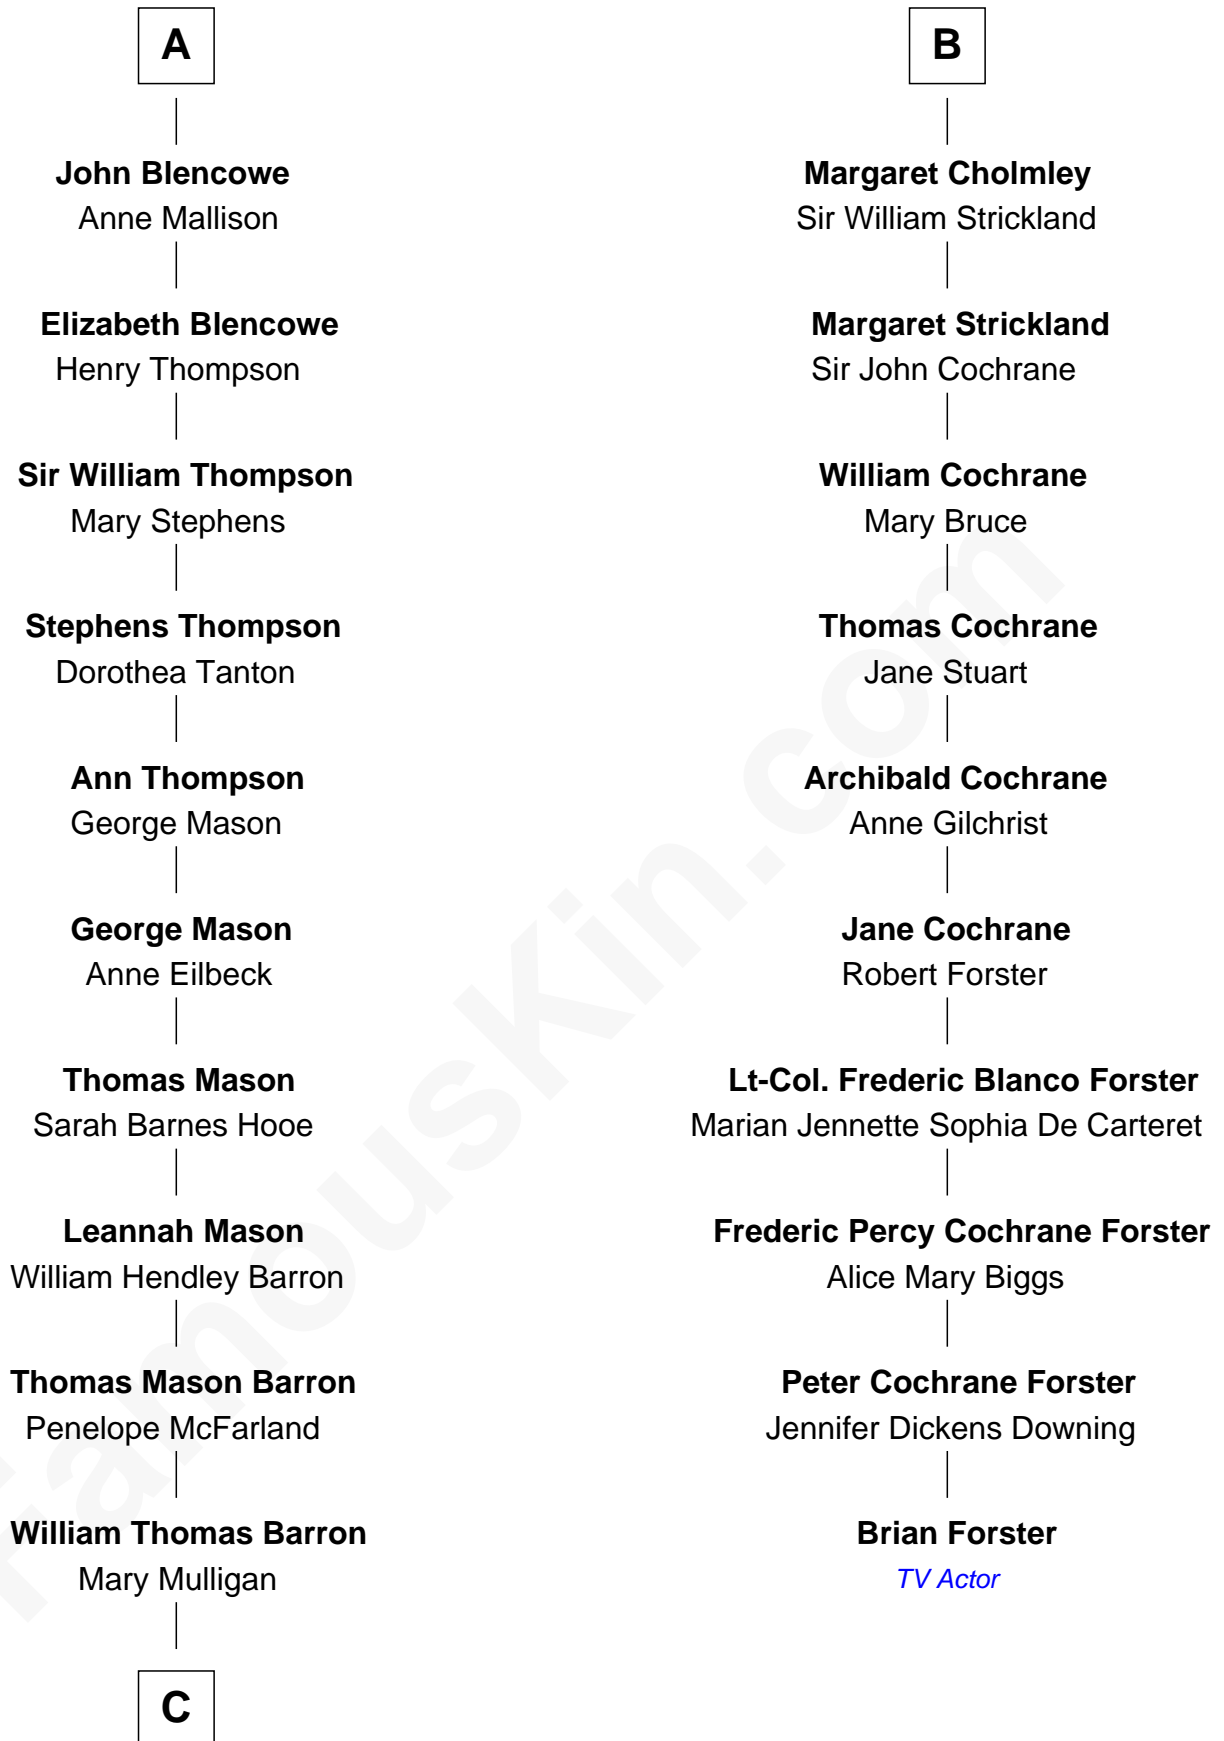 A
John Blencowe
Anne Mallison
Elizabeth Blencowe
Henry Thompson
Sir William Thompson
Mary Stephens
Stephens Thompson
Dorothea Tanton
Ann Thompson
George Mason
George Mason
Anne Eilbeck
Thomas Mason
Sarah Barnes Hooe
Leannah Mason
William Hendley Barron
Thomas Mason Barron
Penelope McFarland
William Thomas Barron
Mary Mulligan
C
B
Margaret Cholmley
Sir William Strickland
Margaret Strickland
Sir John Cochrane
William Cochrane
Mary Bruce
Thomas Cochrane
Jane Stuart
Archibald Cochrane
Anne Gilchrist
Jane Cochrane
Robert Forster
Lt-Col. Frederic Blanco Forster
Marian Jennette Sophia De Carteret
Frederic Percy Cochrane Forster
Alice Mary Biggs
Peter Cochrane Forster
Jennifer Dickens Downing
Brian Forster
TV Actor
FamousKin.com